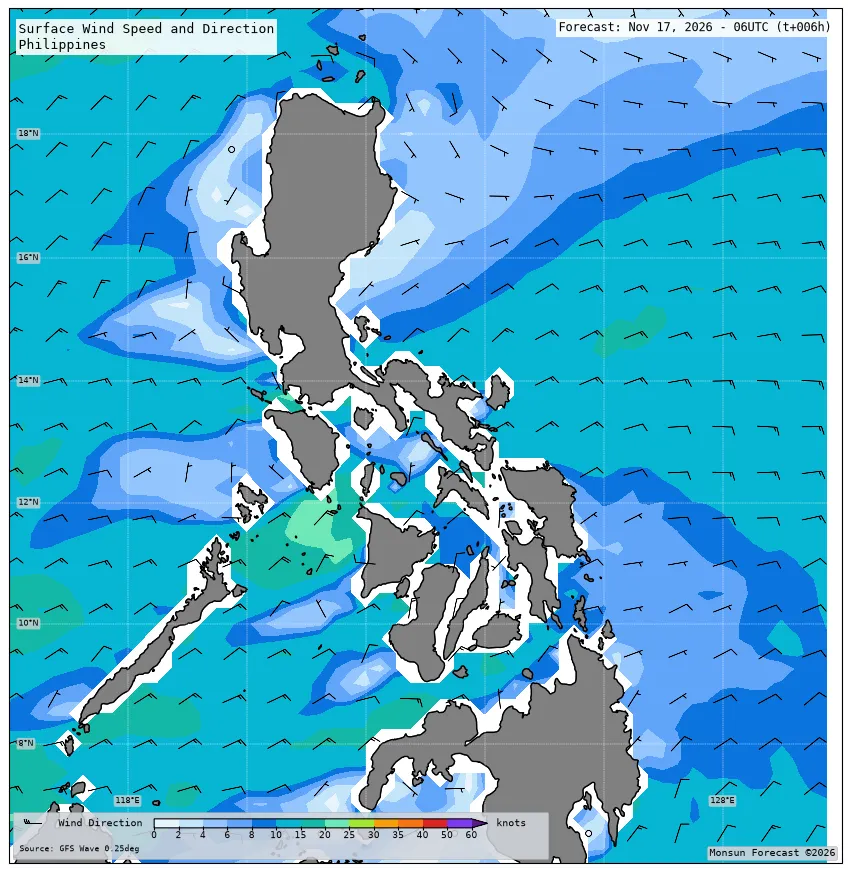 Surface Wind Speed and Direction
Philippines
Forecast: Nov 17, 2026 - 06UTC (t+006h)
18°N
16°N
14°N
12°N
10°N
8°N
118°E
128°E
Wind Direction
0 2 4 6 8 10 15 20 25 30 35 40 50 60 knots
Source: GFS Wave 0.25deg
Monsun Forecast ©2026